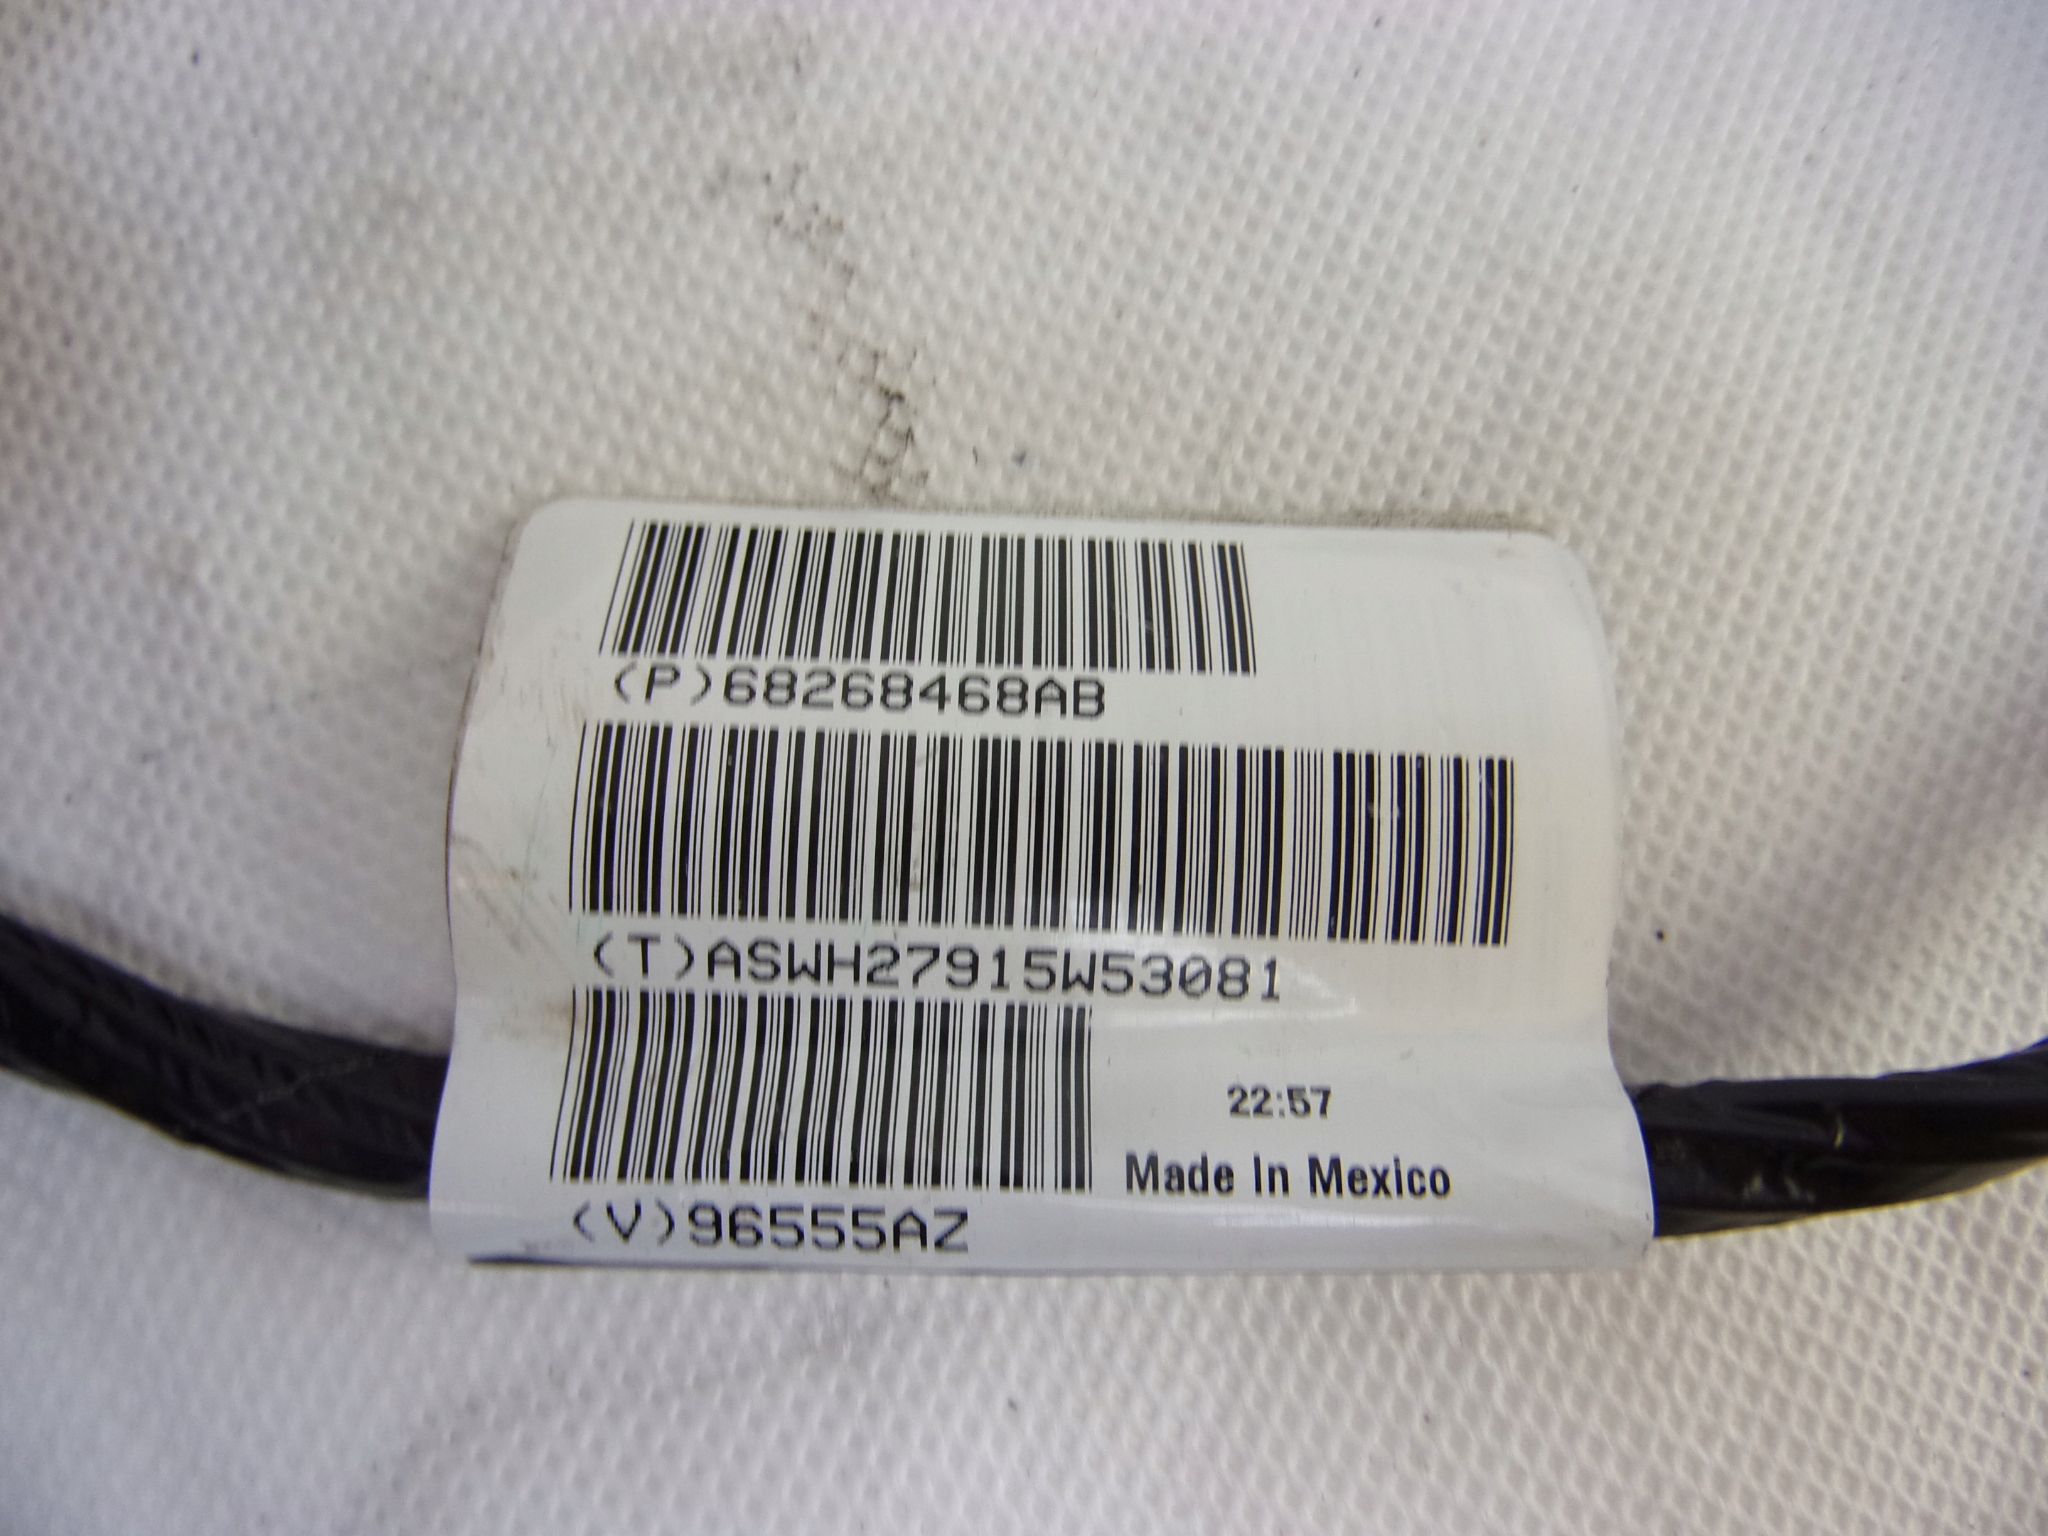 (P)68268468AB
(T)ASWH27915W53081
22:57
Made In Mexico
(V)96555AZ